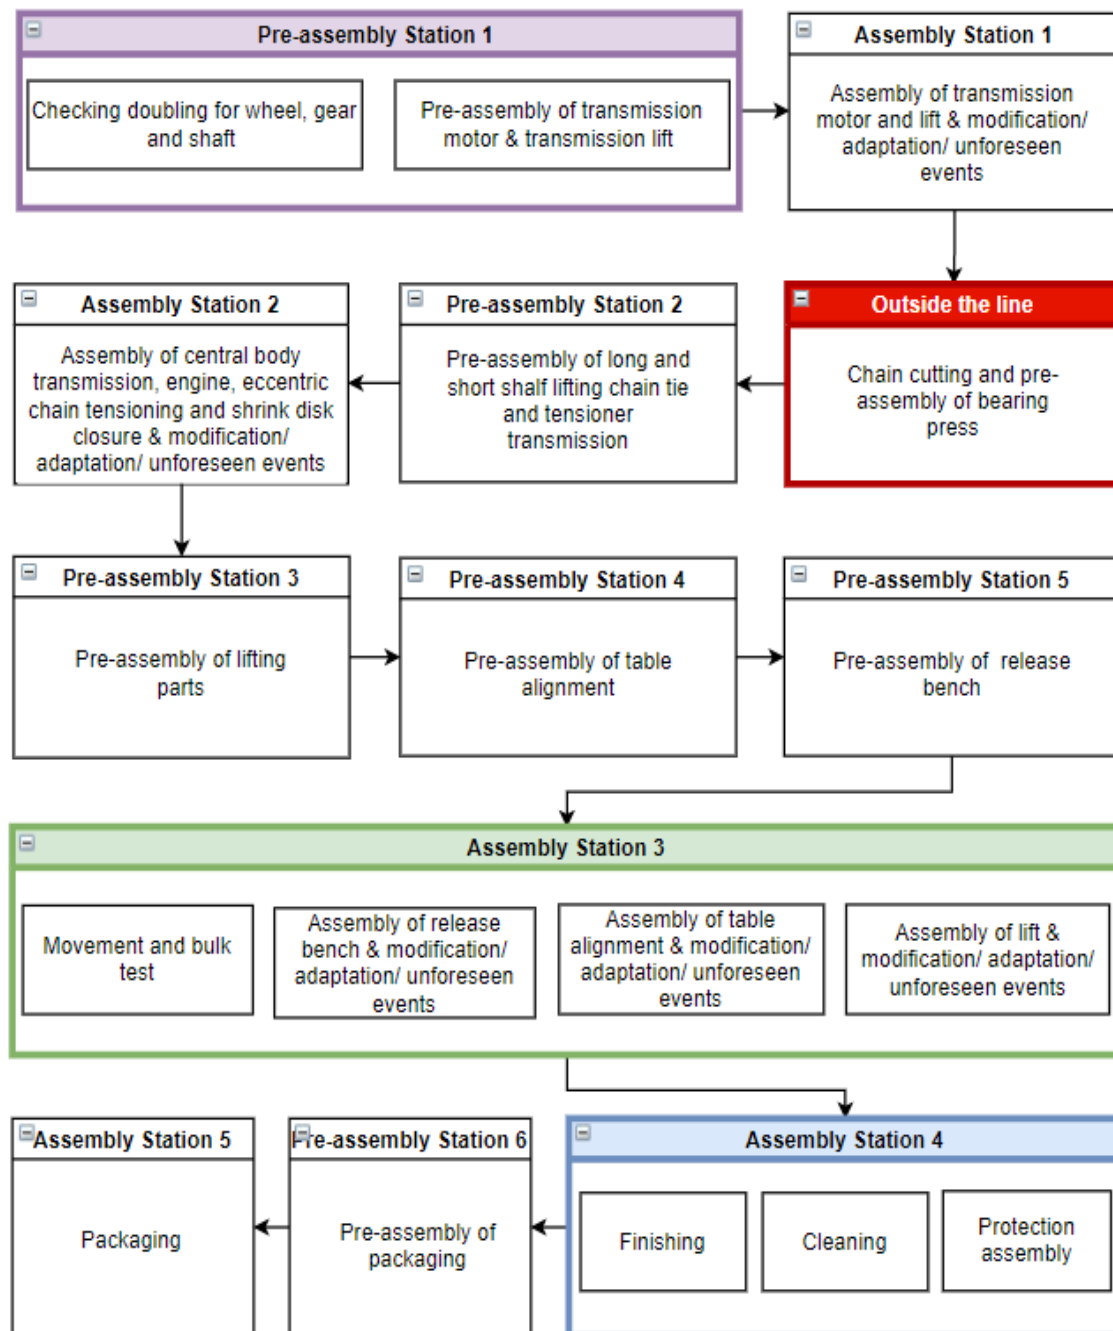 Pre-assembly Station 1
Checking doubling for wheel, gear
and shaft
Pre-assembly of transmission
motor & transmission lift
Assembly Station 1
Assembly of transmission
motor and lift & modification/
adaptation/ unforeseen
events
Outside the line
Chain cutting and pre-
assembly of bearing
press
Pre-assembly Station 2
Pre-assembly of long and
short shalf lifting chain tie
and tensioner
transmission
Assembly Station 2
Assembly of central body
transmission, engine, eccentric
chain tensioning and shrink disk
closure & modification/
adaptation/ unforeseen events
Pre-assembly Station 3
Pre-assembly of lifting
parts
Pre-assembly Station 4
Pre-assembly of table
alignment
Pre-assembly Station 5
Pre-assembly of release
bench
Assembly Station 3
Movement and bulk
test
Assembly of release
bench & modification/
adaptation/ unforeseen
events
Assembly of table
alignment & modification/
adaptation/ unforeseen
events
Assembly of lift &
modification/ adaptation/
unforeseen events
Assembly Station 4
Finishing
Cleaning
Protection
assembly
Pre-assembly Station 6
Pre-assembly of
packaging
Assembly Station 5
Packaging